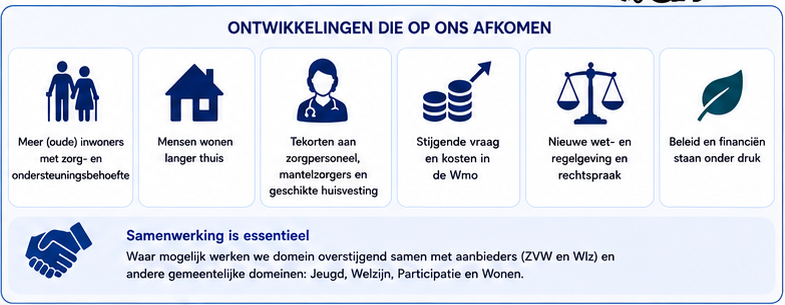 ONTWIKKELINGEN DIE OP ONS AFKOMEN
Meer (oude) inwoners
met zorg- en
ondersteuningsbehoefte
Mensen wonen
langer thuis
Tekorten aan
zorgpersoneel,
mantelzorgers en
geschikte huisvesting
Stijgende vraag
en kosten in
de Wmo
Nieuwe wet- en
regelgeving en
rechtspraak
Beleid en financiën
staan onder druk
Samenwerking is essentieel
Waar mogelijk werken we domein overstijgend samen met aanbieders (ZVW en Wlz) en
andere gemeentelijke domeinen: Jeugd, Welzijn, Participatie en Wonen.